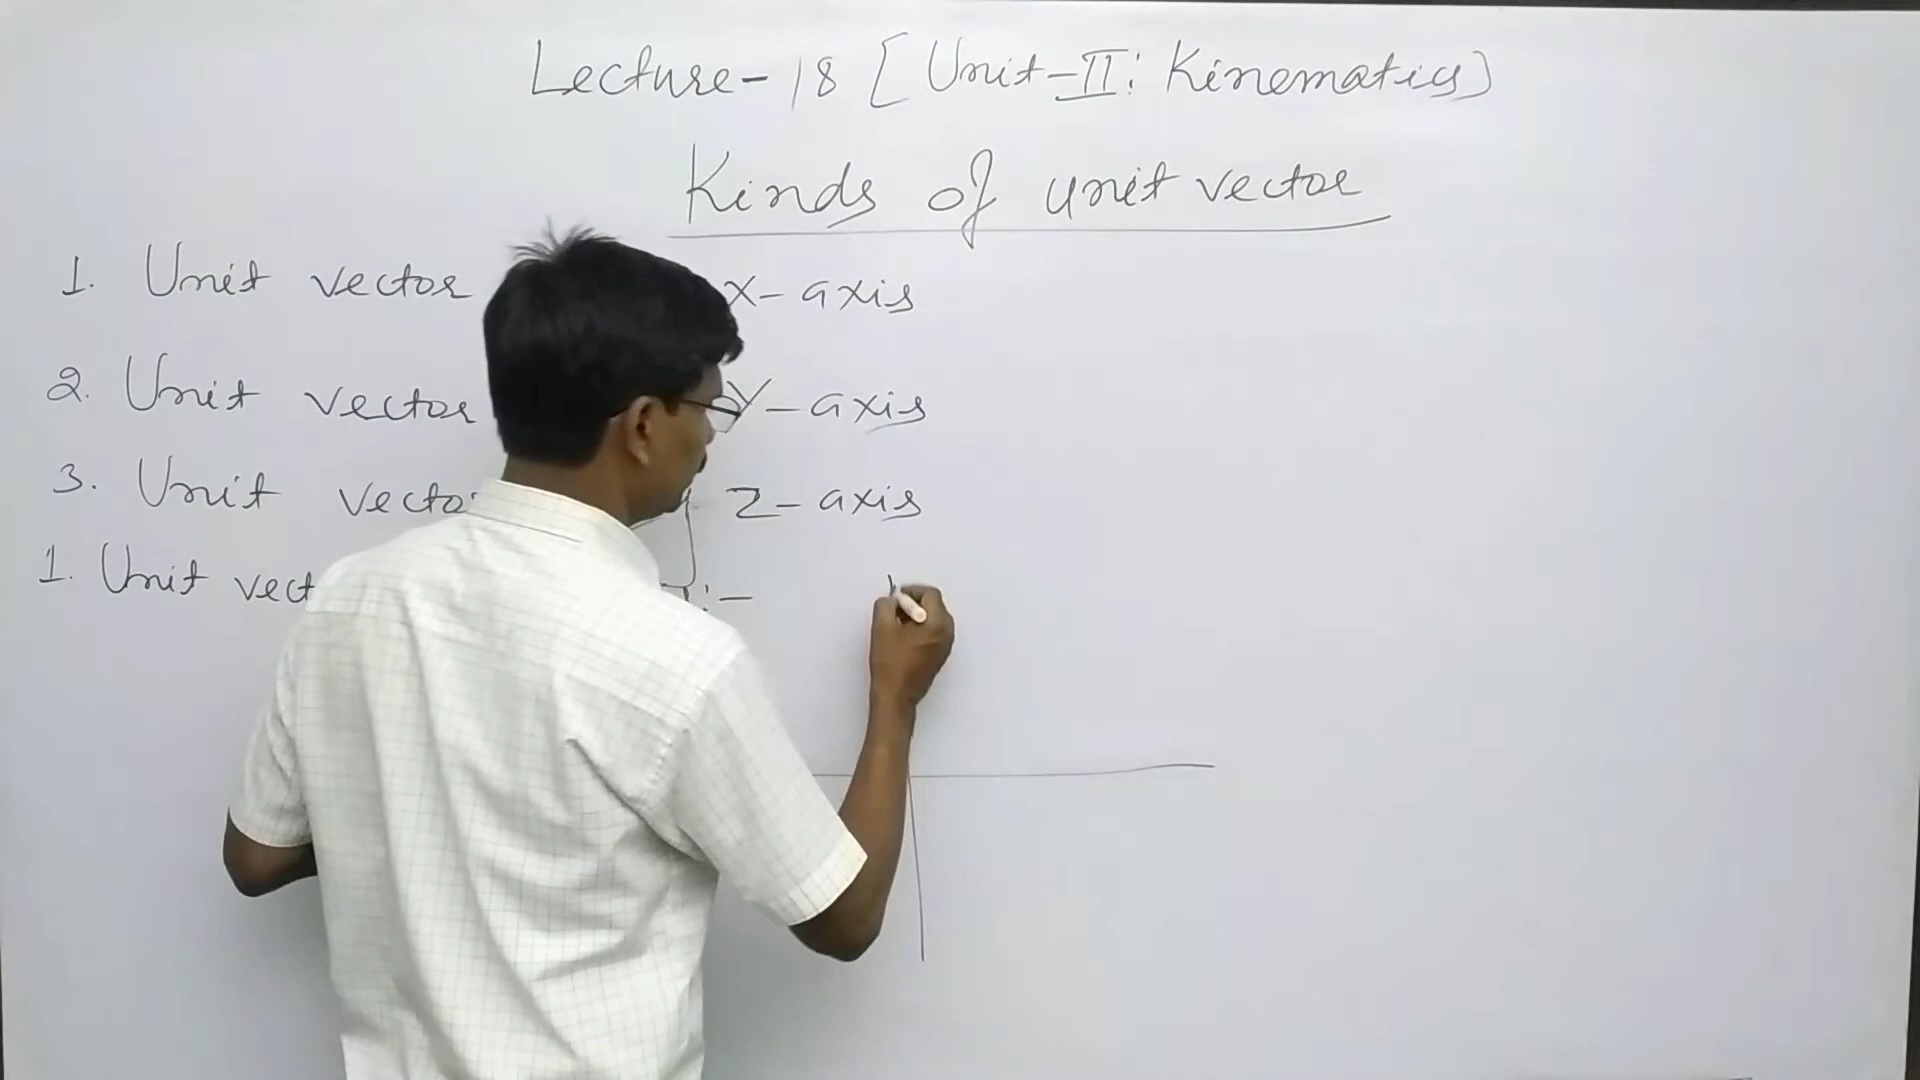 Lecture-18 [Unit-II: Kinematics)
Kinds of unit vector
1. Unit vector X-axis
2. Unit vector Y-axis
3. Unit vector Z-axis
1. Unit vect :-